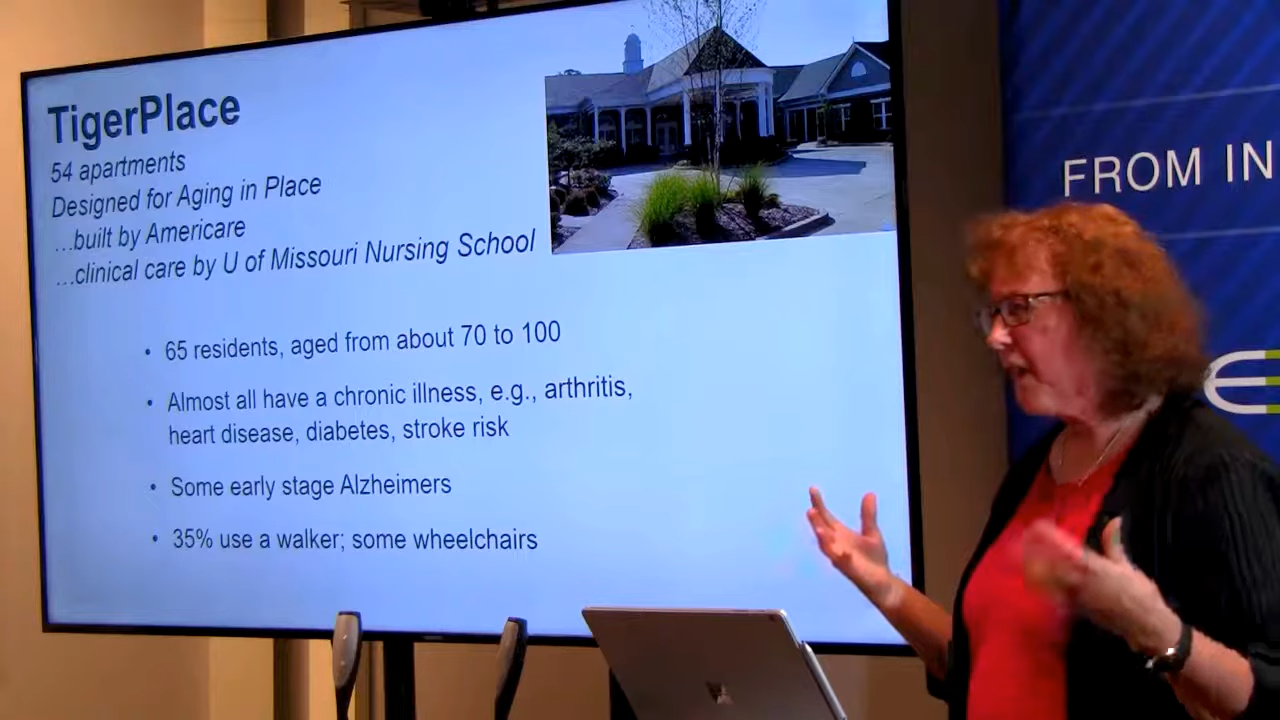 TigerPlace
54 apartments
Designed for Aging in Place
...built by Americare
...clinical care by U of Missouri Nursing School
• 65 residents, aged from about 70 to 100
• Almost all have a chronic illness, e.g., arthritis,
heart disease, diabetes, stroke risk
• Some early stage Alzheimers
• 35% use a walker; some wheelchairs
FROM IN
E